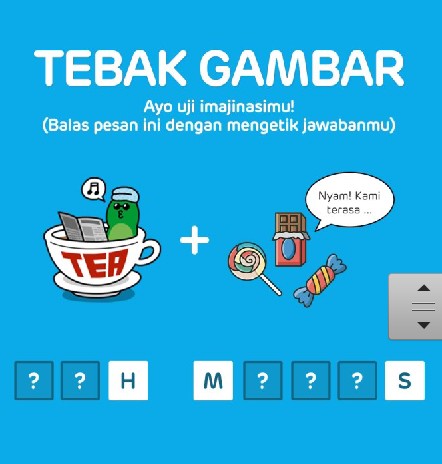 TEBAK GAMBAR
Ayo uji imajinasimu!
(Balas pesan ini dengan mengetik jawabanmu)
Nyam! Kami
terasa ...
TEA
+
? ? H M ? ? ? S